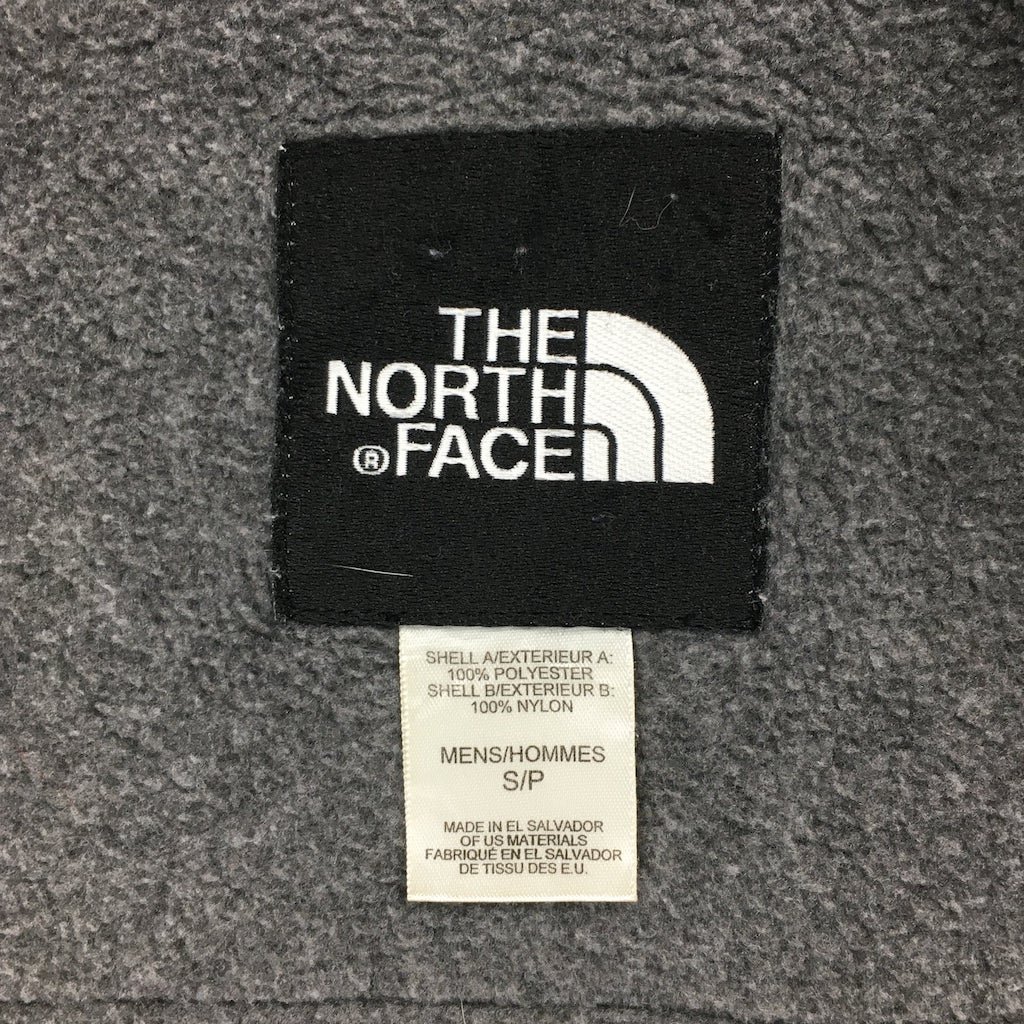 THE
NORTH
®FACE
SHELL A/EXTERIEUR A:
100% POLYESTER
SHELL B/EXTERIEUR B:
100% NYLON
MENS/HOMMES
S/P
MADE IN EL SALVADOR
OF US MATERIALS
FABRIQUÉ EN EL SALVADOR
DE TISSU DES E.U.